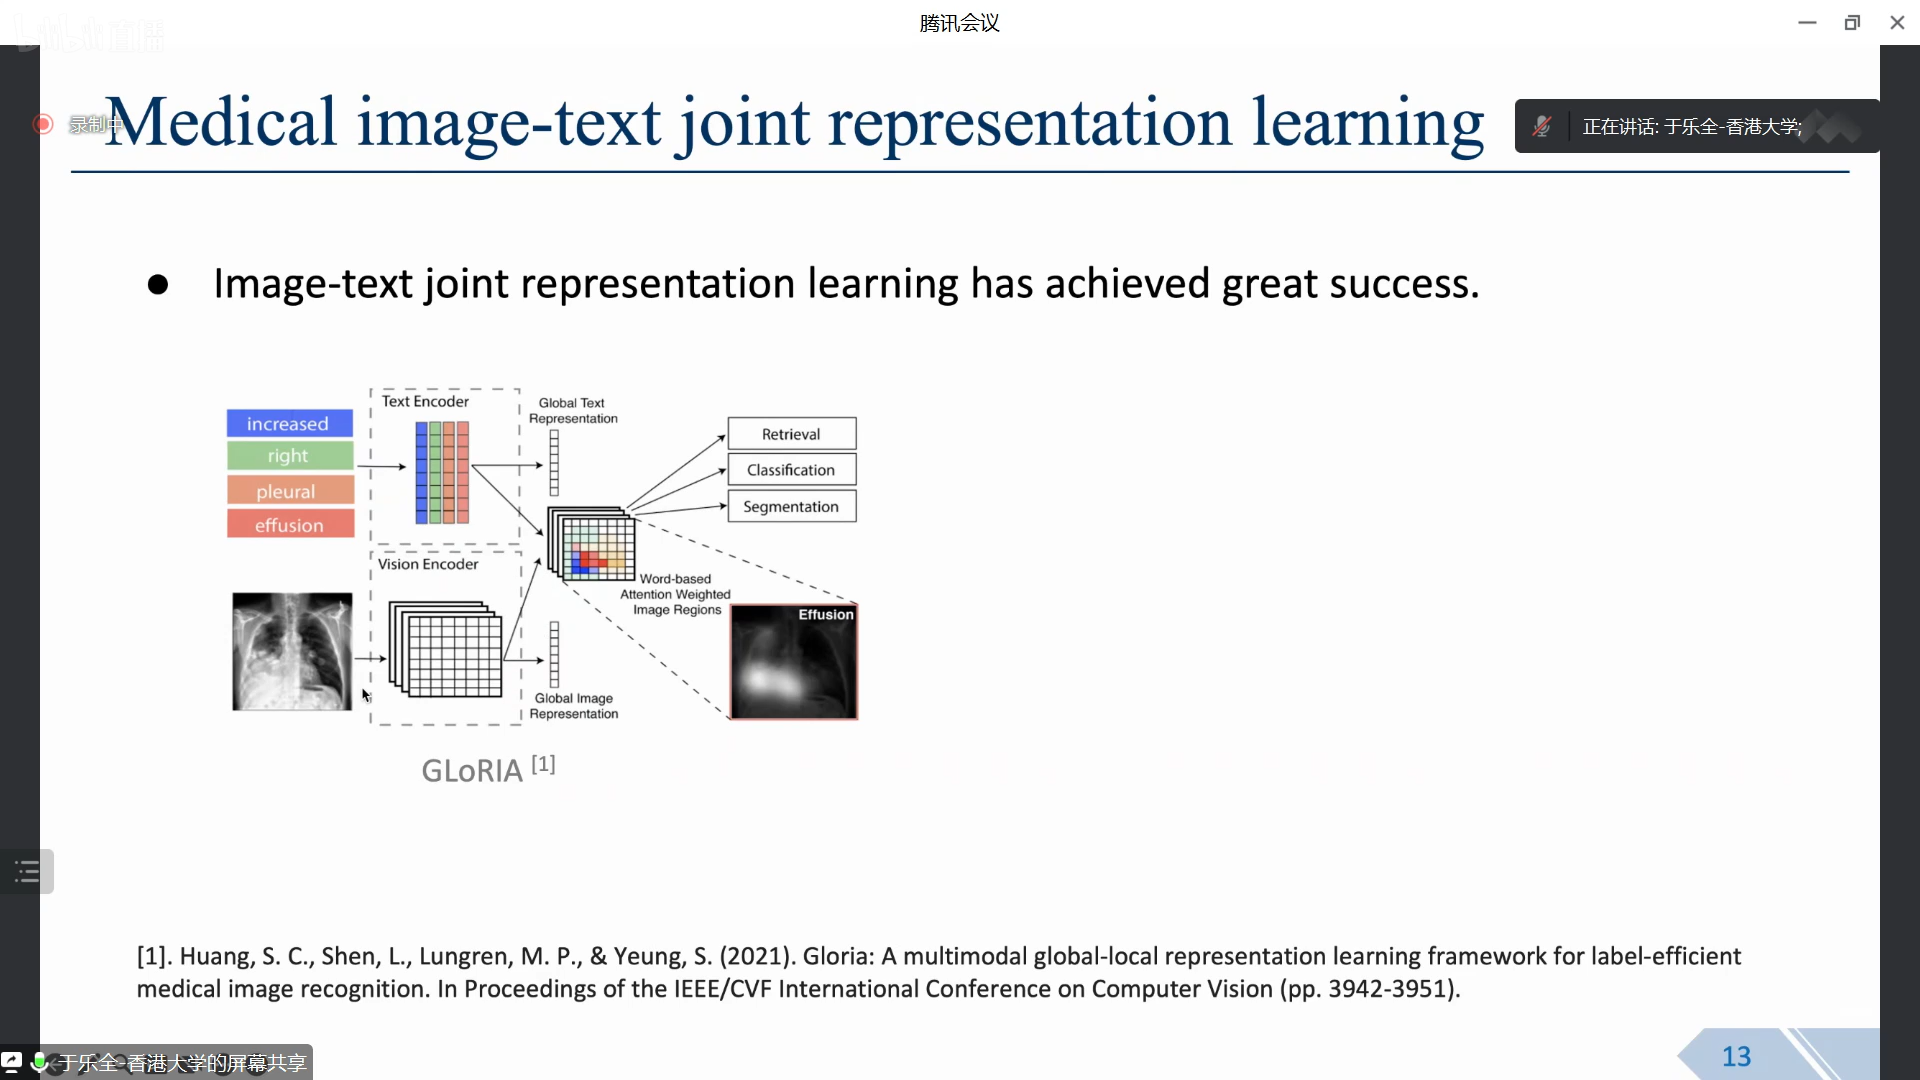 腾讯会议
录制中
Medical image-text joint representation learning
正在讲话: 于乐全-香港大学;
● Image-text joint representation learning has achieved great success.
increased
right
pleural
effusion
Text Encoder
Global Text
Representation
Retrieval
Classification
Segmentation
Vision Encoder
Word-based
Attention Weighted
Image Regions
Effusion
Global Image
Representation
GLoRIA [1]
[1]. Huang, S. C., Shen, L., Lungren, M. P., & Yeung, S. (2021). Gloria: A multimodal global-local representation learning framework for label-efficient
medical image recognition. In Proceedings of the IEEE/CVF International Conference on Computer Vision (pp. 3942-3951).
于乐全-香港大学的屏幕共享
13